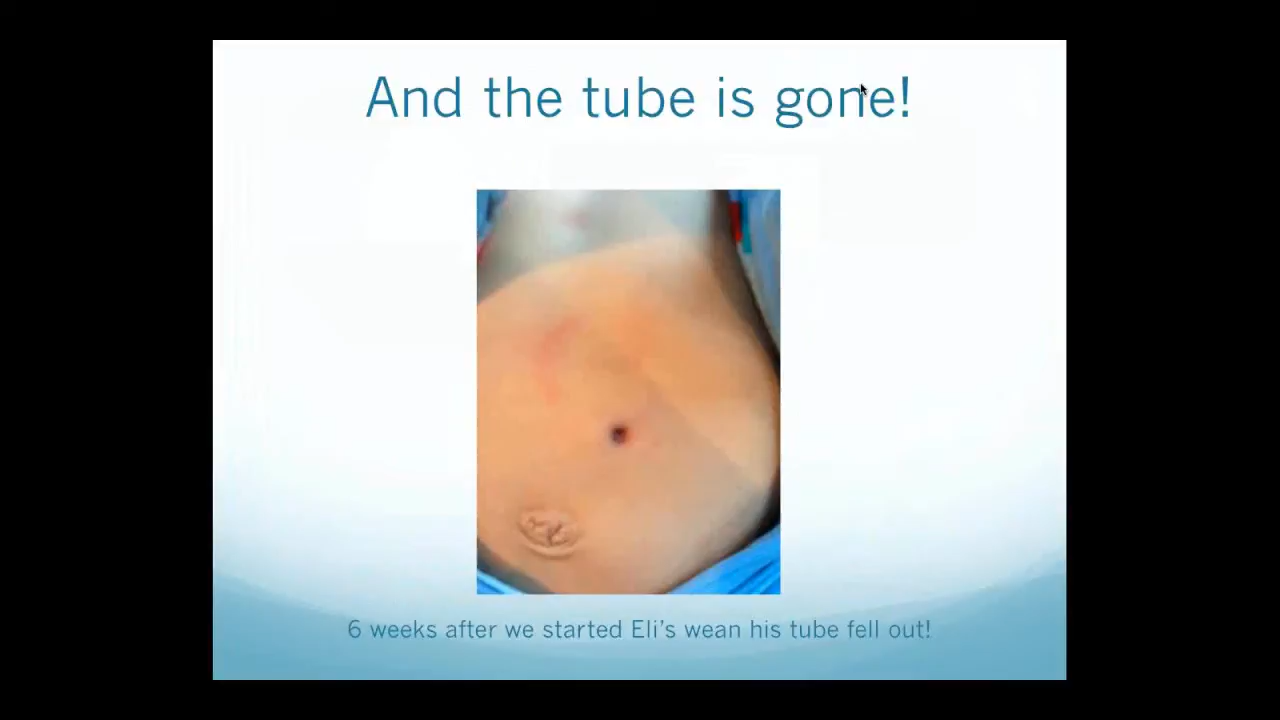 And the tube is gone!
6 weeks after we started Eli's wean his tube fell out!